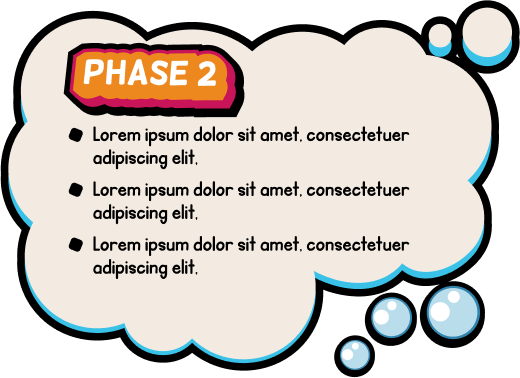 PHASE 2
Lorem ipsum dolor sit amet, consectetuer
adipiscing elit,
Lorem ipsum dolor sit amet, consectetuer
adipiscing elit,
Lorem ipsum dolor sit amet, consectetuer
adipiscing elit,